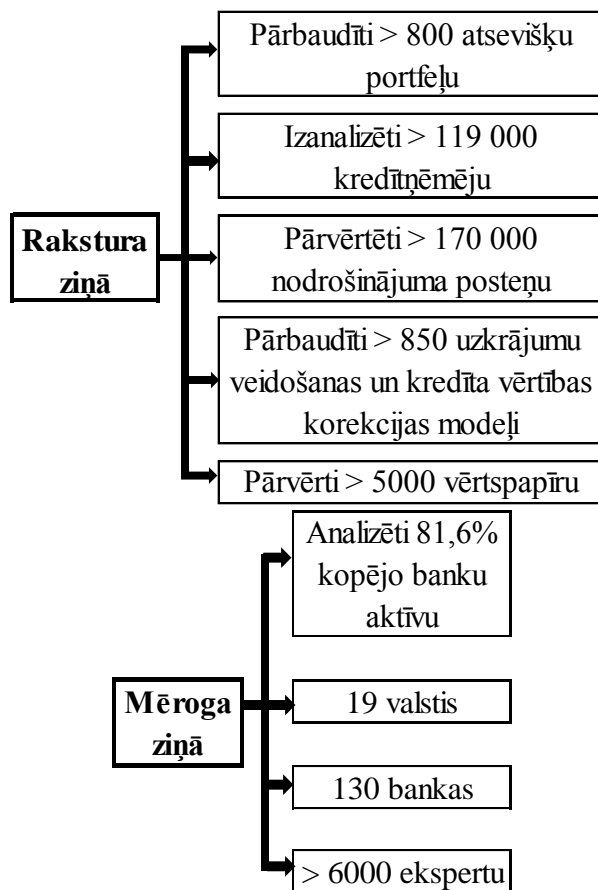 Rakstura
ziņā
Pārbaudīti > 800 atsevišķu
portfeļu
Izanalizēti > 119 000
kredītņēmēju
Pārvērtēti > 170 000
nodrošinājuma posteņu
Pārbaudīti > 850 uzkrājumu
veidošanas un kredīta vērtības
korekcijas modeļi
Pārvērti > 5000 vērtspapīru
Mēroga
ziņā
Analizēti 81,6%
kopējo banku
aktīvu
19 valstis
130 bankas
> 6000 ekspertu